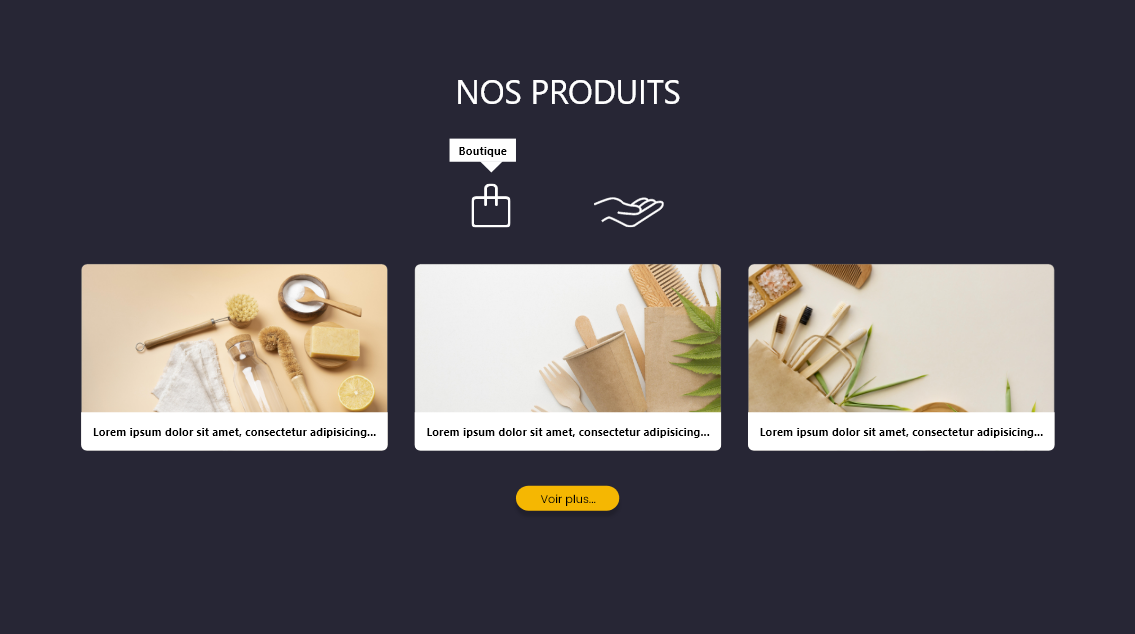 NOS PRODUITS
Boutique
Lorem ipsum dolor sit amet, consectetur adipisicing...
Lorem ipsum dolor sit amet, consectetur adipisicing...
Lorem ipsum dolor sit amet, consectetur adipisicing...
Voir plus...